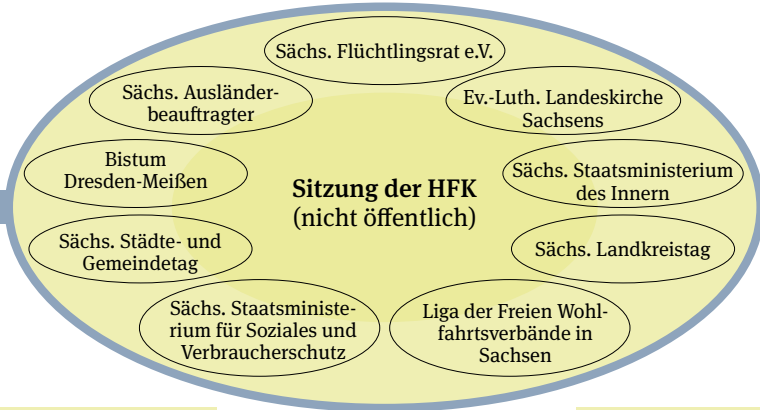 Sächs. Flüchtlingsrat e.V.
Sächs. Ausländer-
beauftragter
Ev.-Luth. Landeskirche
Sachsens
Bistum
Dresden-Meißen
Sitzung der HFK
(nicht öffentlich)
Sächs. Staatsministerium
des Innern
Sächs. Städte- und
Gemeindetag
Sächs. Landkreistag
Sächs. Staatsministe-
rium für Soziales und
Verbraucherschutz
Liga der Freien Wohl-
fahrtsverbände in
Sachsen